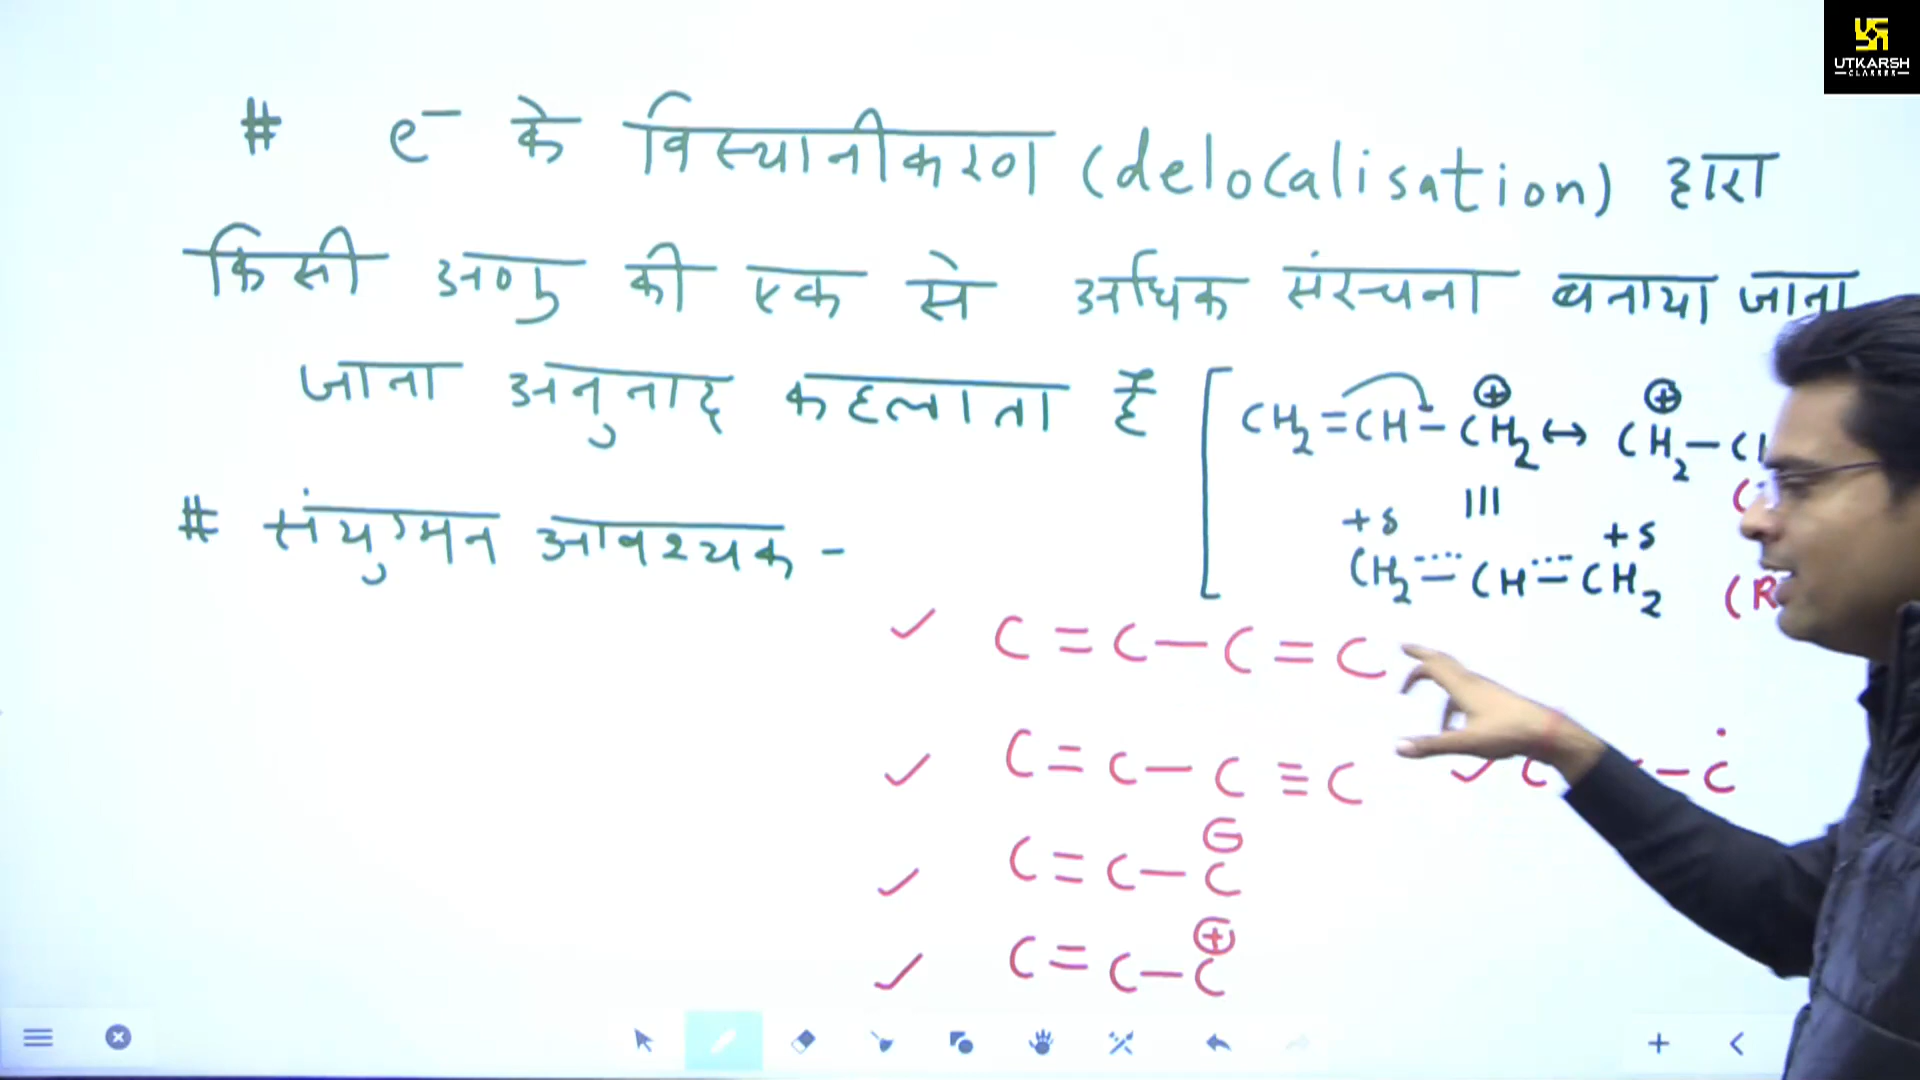 UTKARSH
CLASSES
# e⁻ के विस्थानीकरण (delocalisation) द्वारा
किसी अणु की एक से अधिक संरचना बनाया जाना
जाना अनुनाद कहलाता है
CH₂=CH-CH₂ ↔ CH₂-
⊕ ⊕
≡
+δ +δ
CH₂=CH=CH₂
# संयुग्मन आवश्यक -
✓ C=C-C=C
✓ C=C-C≡C
⊖
✓ C=C-C
⊕
✓ C=C-C